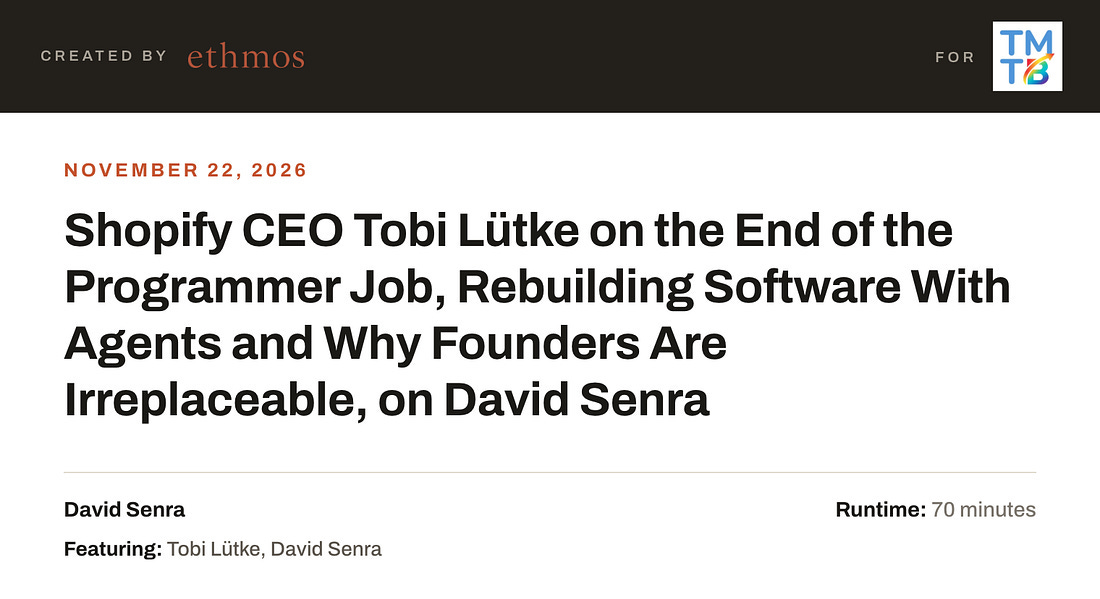 CREATED BY ethmos
FOR TMTB
NOVEMBER 22, 2026
Shopify CEO Tobi Lütke on the End of the
Programmer Job, Rebuilding Software With
Agents and Why Founders Are
Irreplaceable, on David Senra
David Senra
Runtime: 70 minutes
Featuring: Tobi Lütke, David Senra